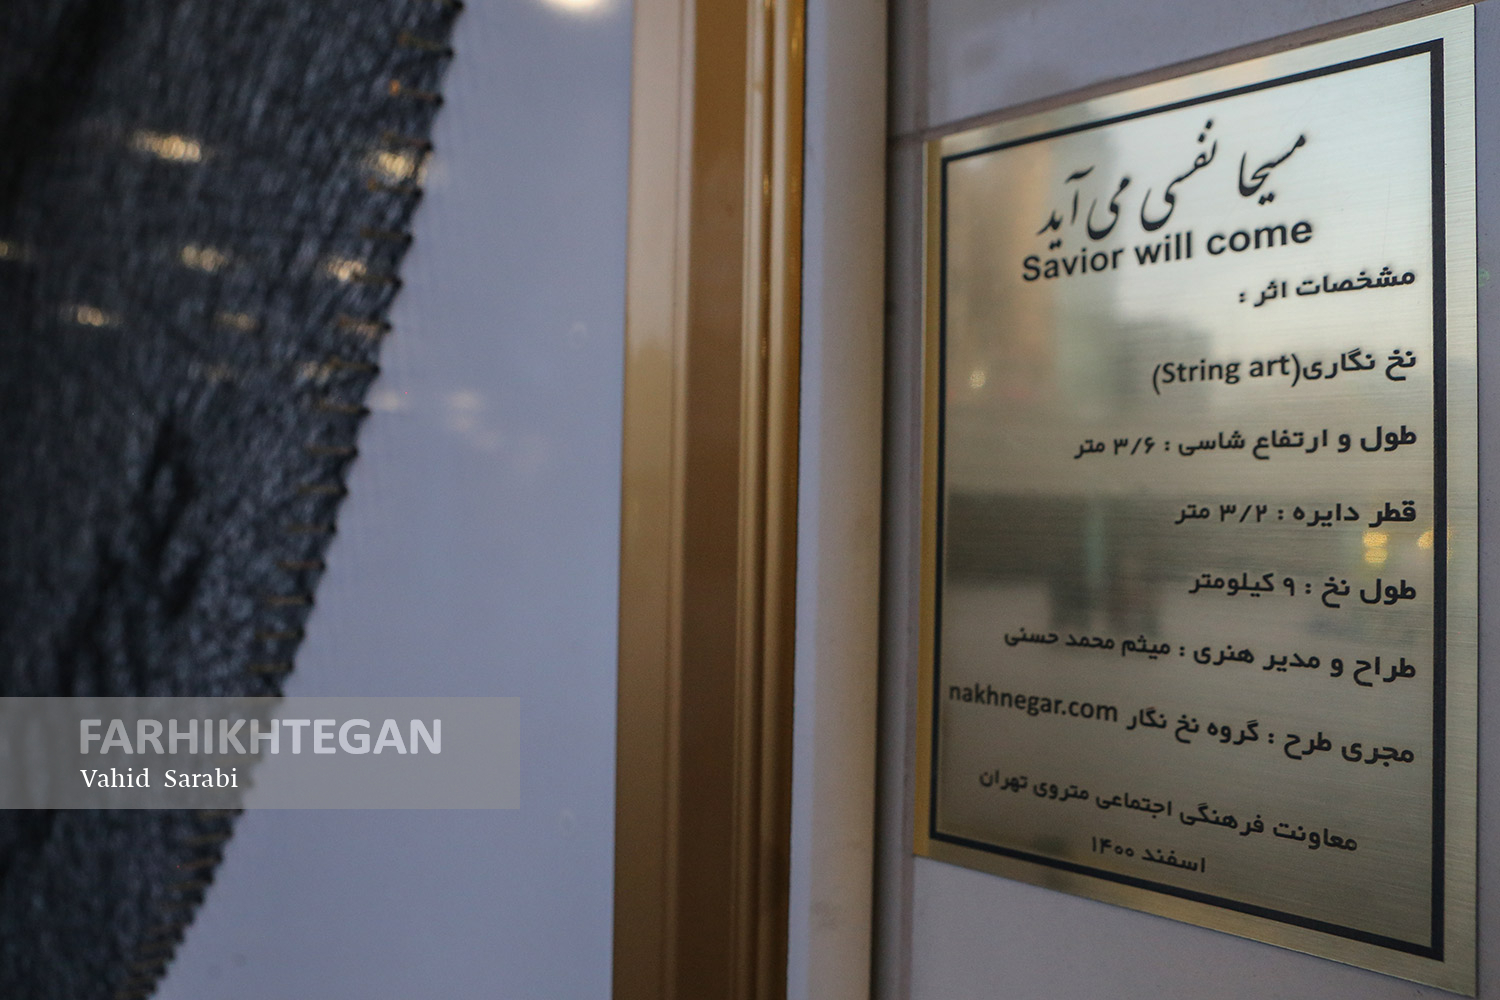 مسیحا نفسی می آید
Savior will come
مشخصات اثر :
نخ نگاری(String art)
طول و ارتفاع شاسی : ۳/۶ متر
قطر دایره : ۳/۲ متر
طول نخ : ۹ کیلومتر
طراح و مدیر هنری : میثم محمد حسنی
مجری طرح : گروه نخ نگار nakhnegar.com
معاونت فرهنگی اجتماعی متروی تهران
اسفند ۱۴۰۰
FARHIKHTEGAN
Vahid Sarabi